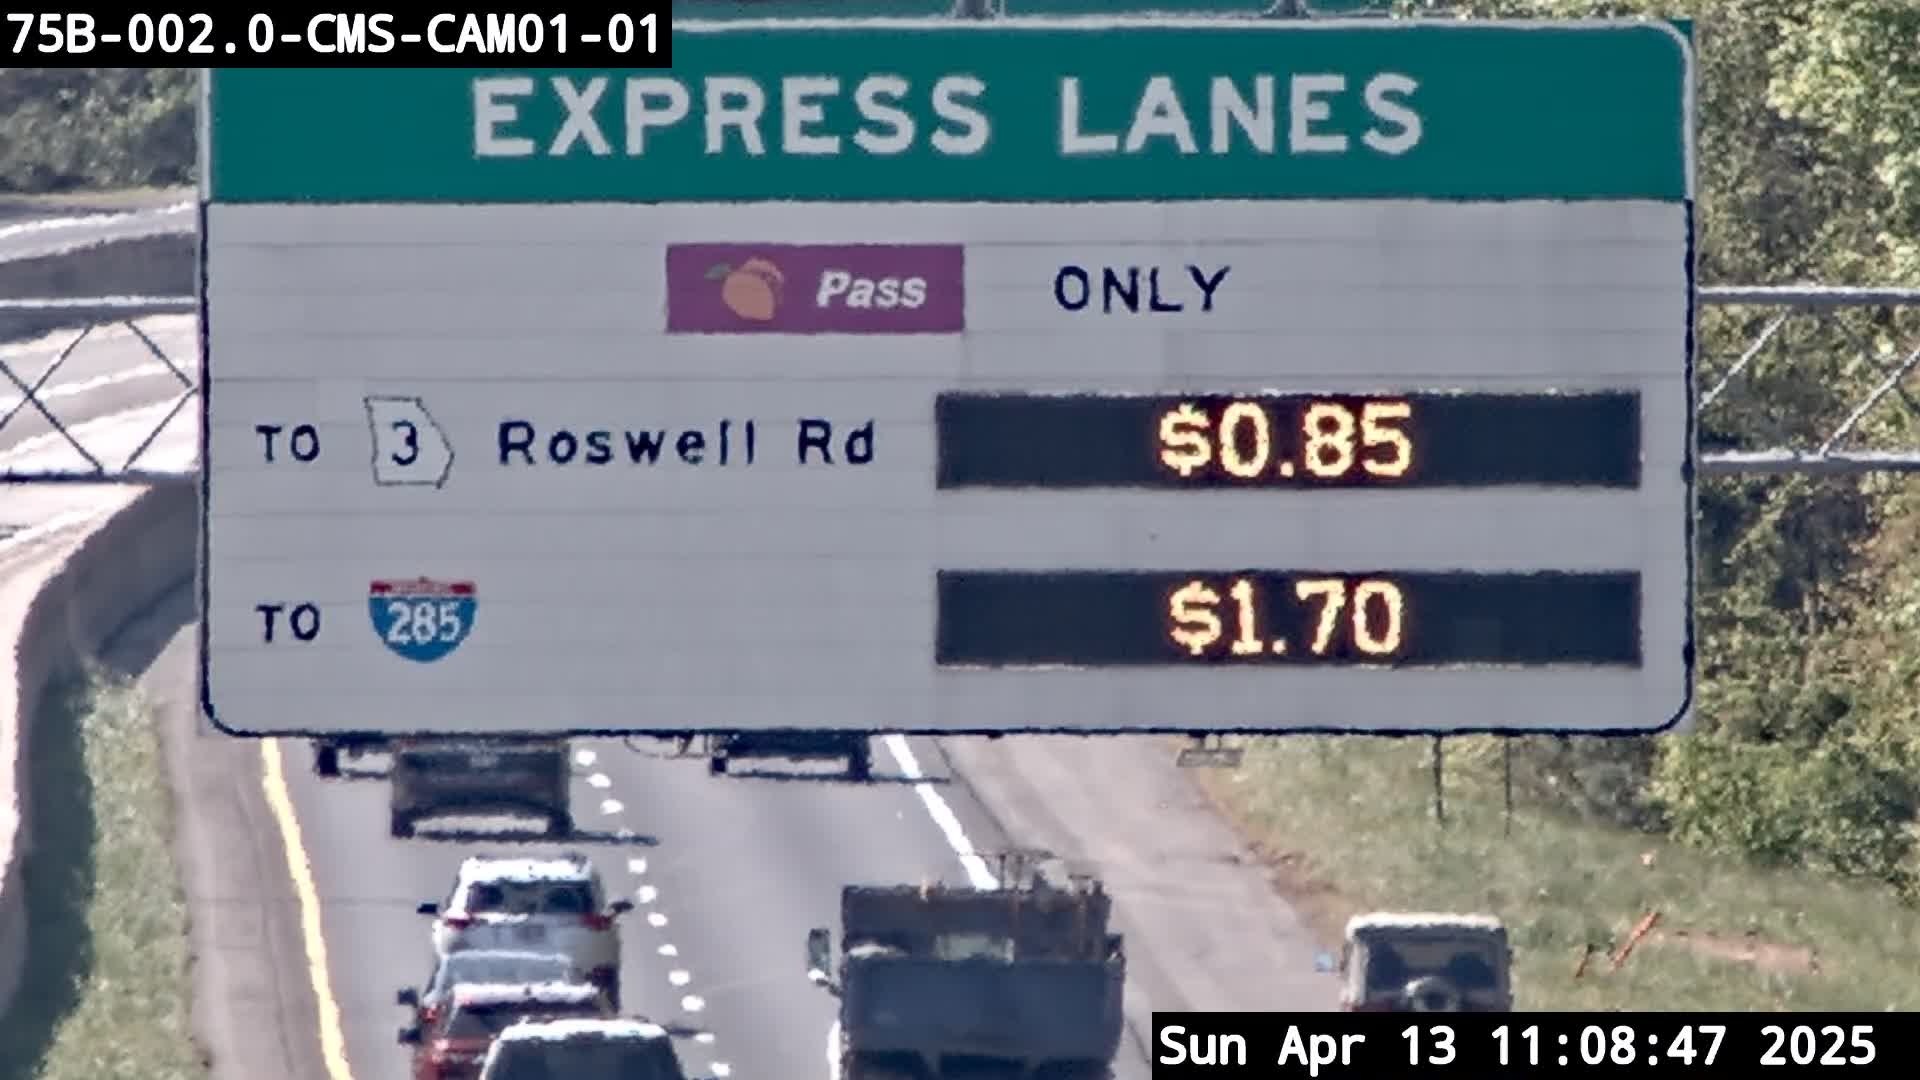 75B-002.0-CMS-CAM01-01
EXPRESS LANES
Pass ONLY
TO 3 Roswell Rd $0.85
TO 285 $1.70
Sun Apr 13 11:08:47 2025